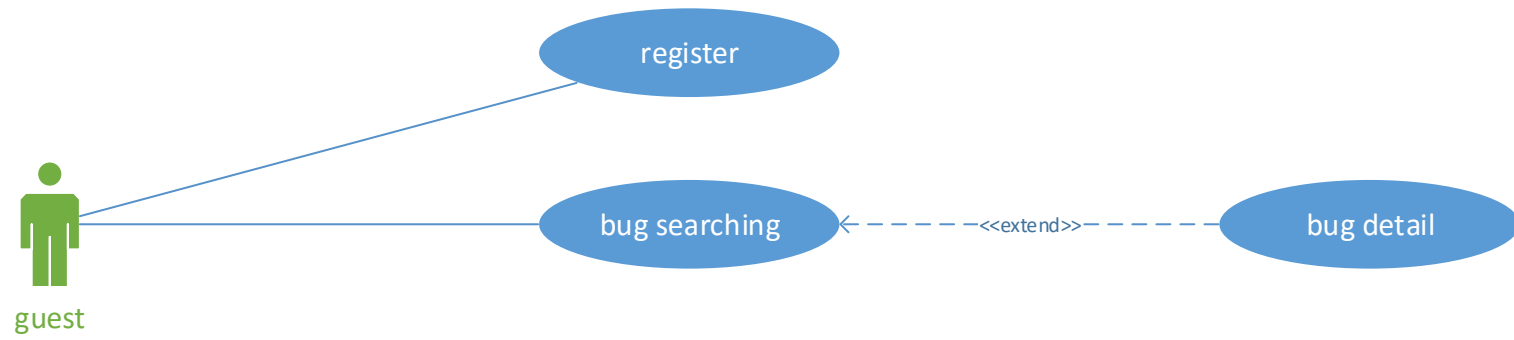 register
bug searching
<<extend>>
bug detail
guest